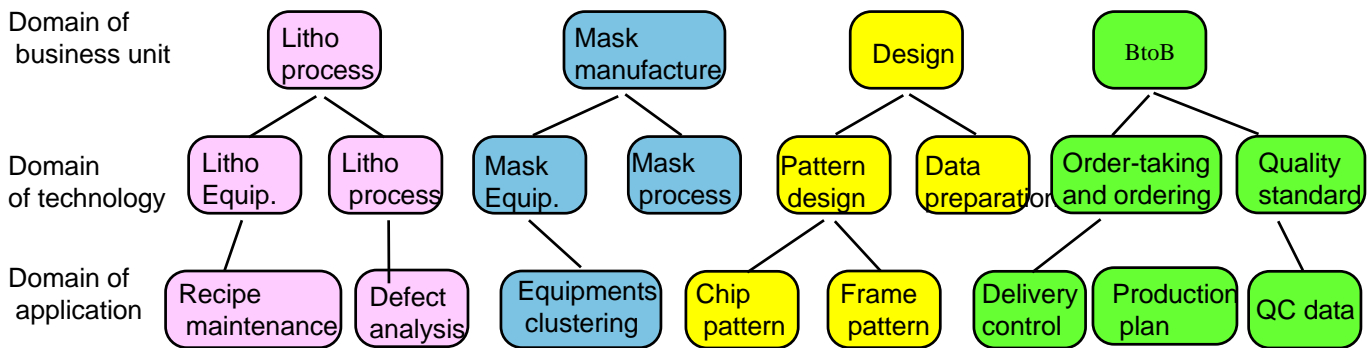 Domain of
business unit
Litho
process
Mask
manufacture
Design
BtoB
Domain
of technology
Litho
Equip.
Litho
process
Mask
Equip.
Mask
process
Pattern
design
Data
preparation
Order-taking
and ordering
Quality
standard
Domain of
application
Recipe
maintenance
Defect
analysis
Equipments
clustering
Chip
pattern
Frame
pattern
Delivery
control
Production
plan
QC data